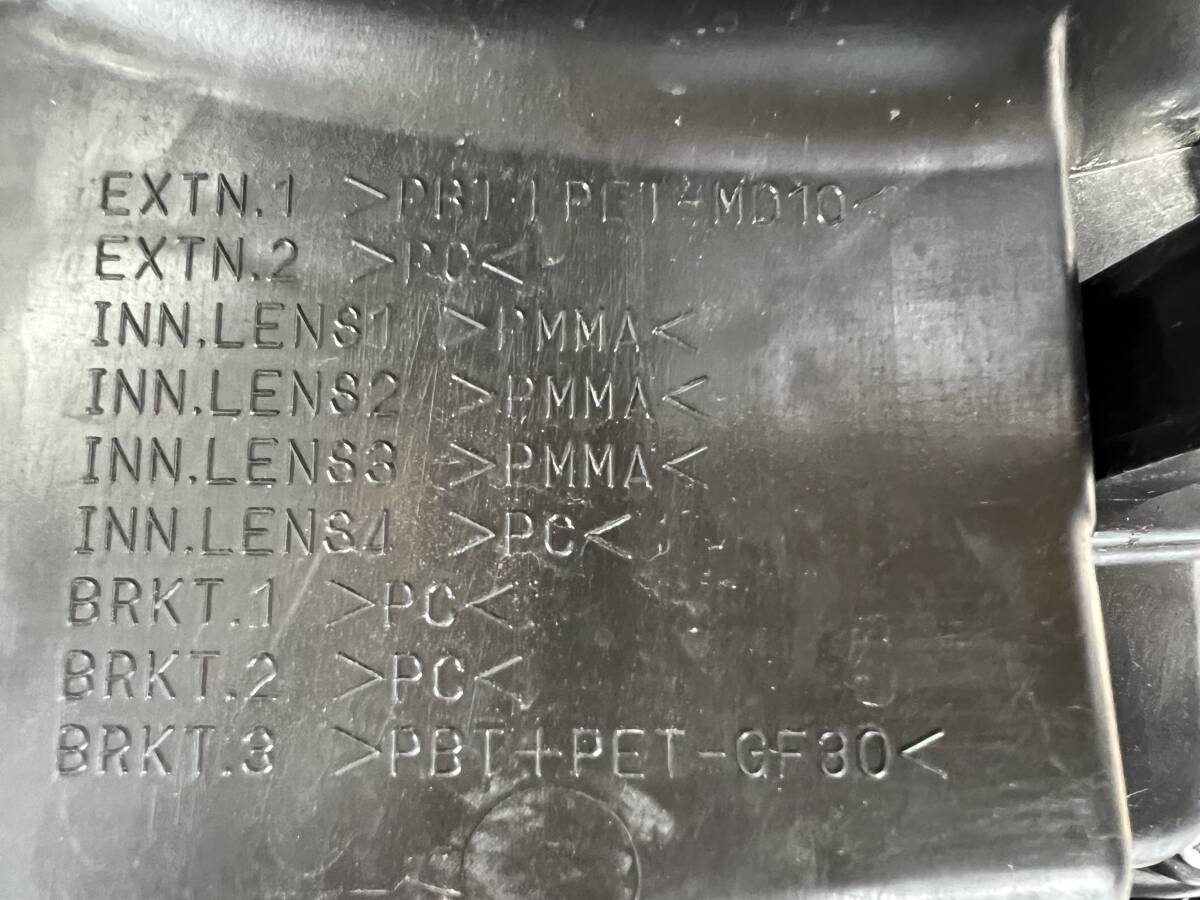 EXTN.1 >PBT+PET-MD10<
EXTN.2 >PC<
INN.LENS1 >PMMA<
INN.LENS2 >PMMA<
INN.LENS3 >PMMA<
INN.LENS4 >PC<
BRKT.1 >PC<
BRKT.2 >PC<
BRKT.3 >PBT+PET-GF30<